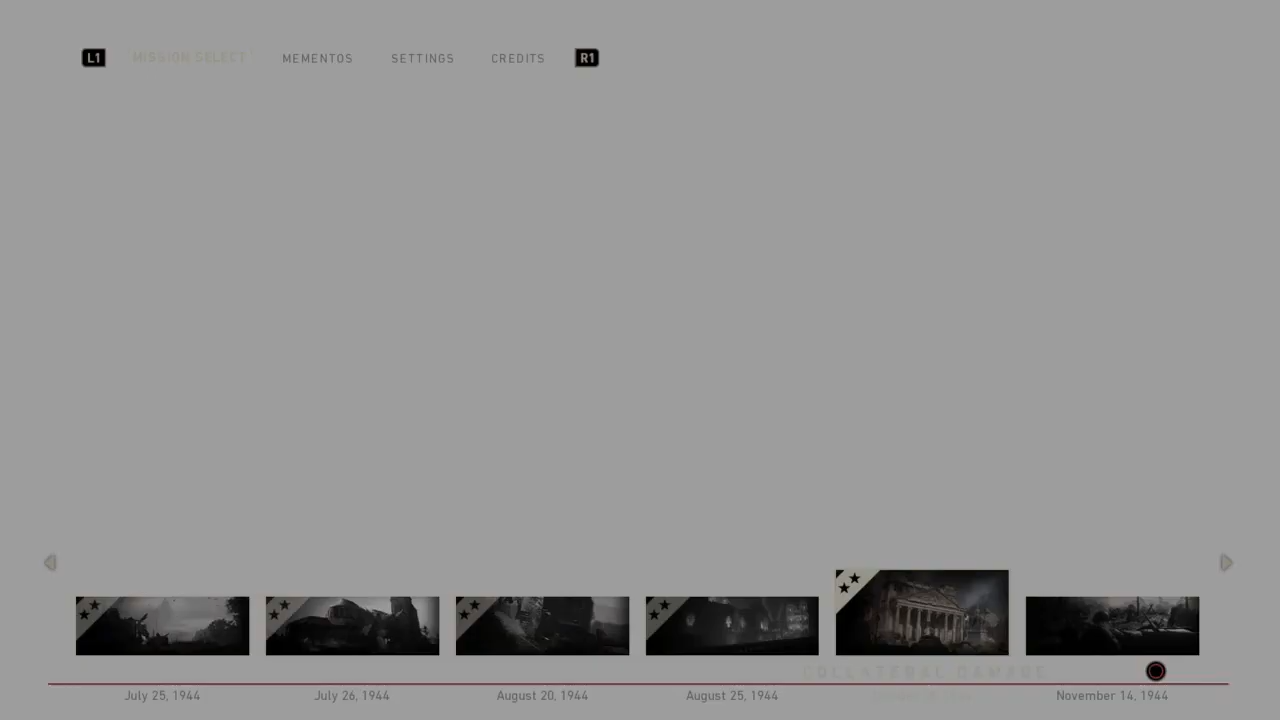 L1 MISSION SELECT MEMENTOS SETTINGS CREDITS R1
COLLATERAL DAMAGE
July 25, 1944 July 26, 1944 August 20, 1944 August 25, 1944 November 14, 1944